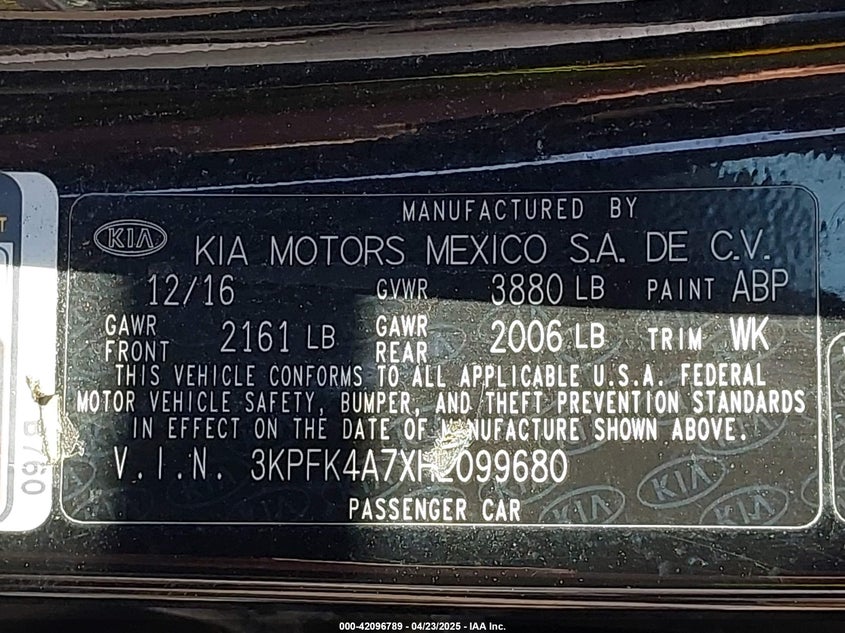 MANUFACTURED BY
KIA KIA MOTORS MEXICO S.A. DE C.V.
12/16 GVWR 3880 LB PAINT ABP
GAWR FRONT 2161 LB GAWR REAR 2006 LB TRIM WK
THIS VEHICLE CONFORMS TO ALL APPLICABLE U.S.A. FEDERAL
MOTOR VEHICLE SAFETY, BUMPER, AND THEFT PREVENTION STANDARDS
IN EFFECT ON THE DATE OF MANUFACTURE SHOWN ABOVE.
V.I.N. 3KPFK4A7XHE099680
PASSENGER CAR
000-42096789 - 04/23/2025 - IAA Inc.